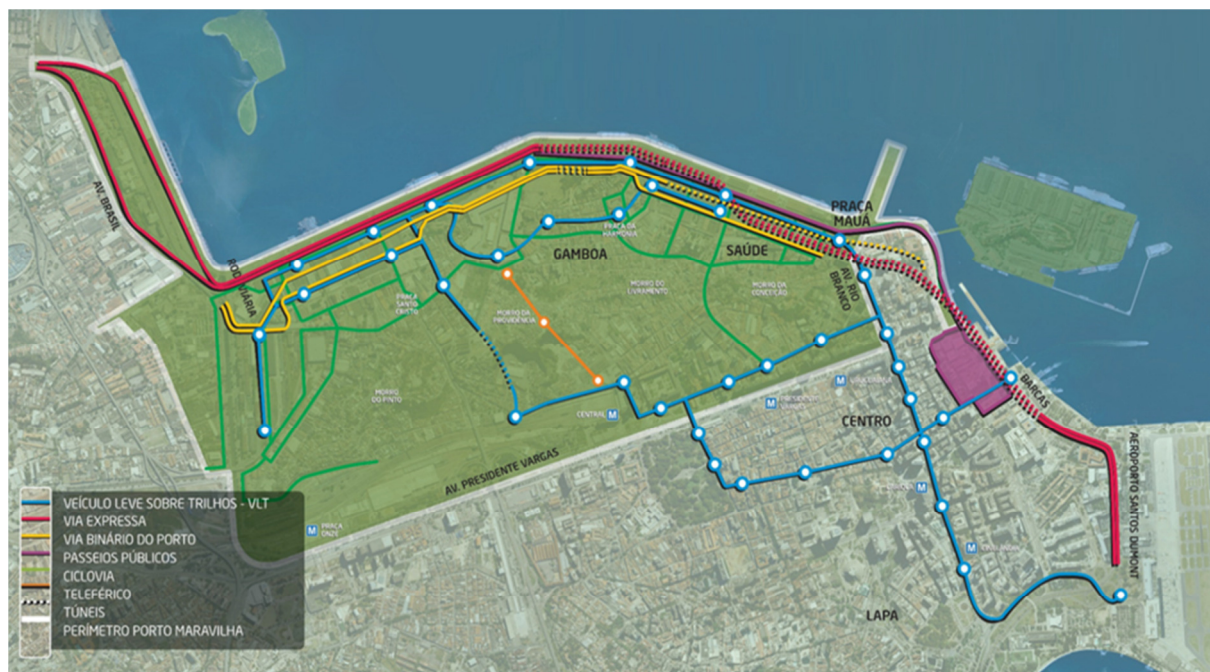 AV. BRASIL
RODOVIÁRIA
PRAÇA
SANTO
CRISTO
MORRO
DO PINTO
GAMBOA
MORRO DA
PROVIDÊNCIA
PRAÇA DA
HARMONIA
MORRO DO
LIVRAMENTO
SAÚDE
MORRO DA
CONCEIÇÃO
PRAÇA
MAUÁ
AV. RIO
BRANCO
CENTRAL M
M
M PRESIDENTE
CENTRO
BARCAS
AEROPORTO SANTOS DUMONT
AV. PRESIDENTE VARGAS
M PRAÇA
ONZE
M
M
LAPA
VEÍCULO LEVE SOBRE TRILHOS - VLT
VIA EXPRESSA
VIA BINÁRIO DO PORTO
PASSEIOS PÚBLICOS
CICLOVIA
TELEFÉRICO
TÚNEIS
PERÍMETRO PORTO MARAVILHA